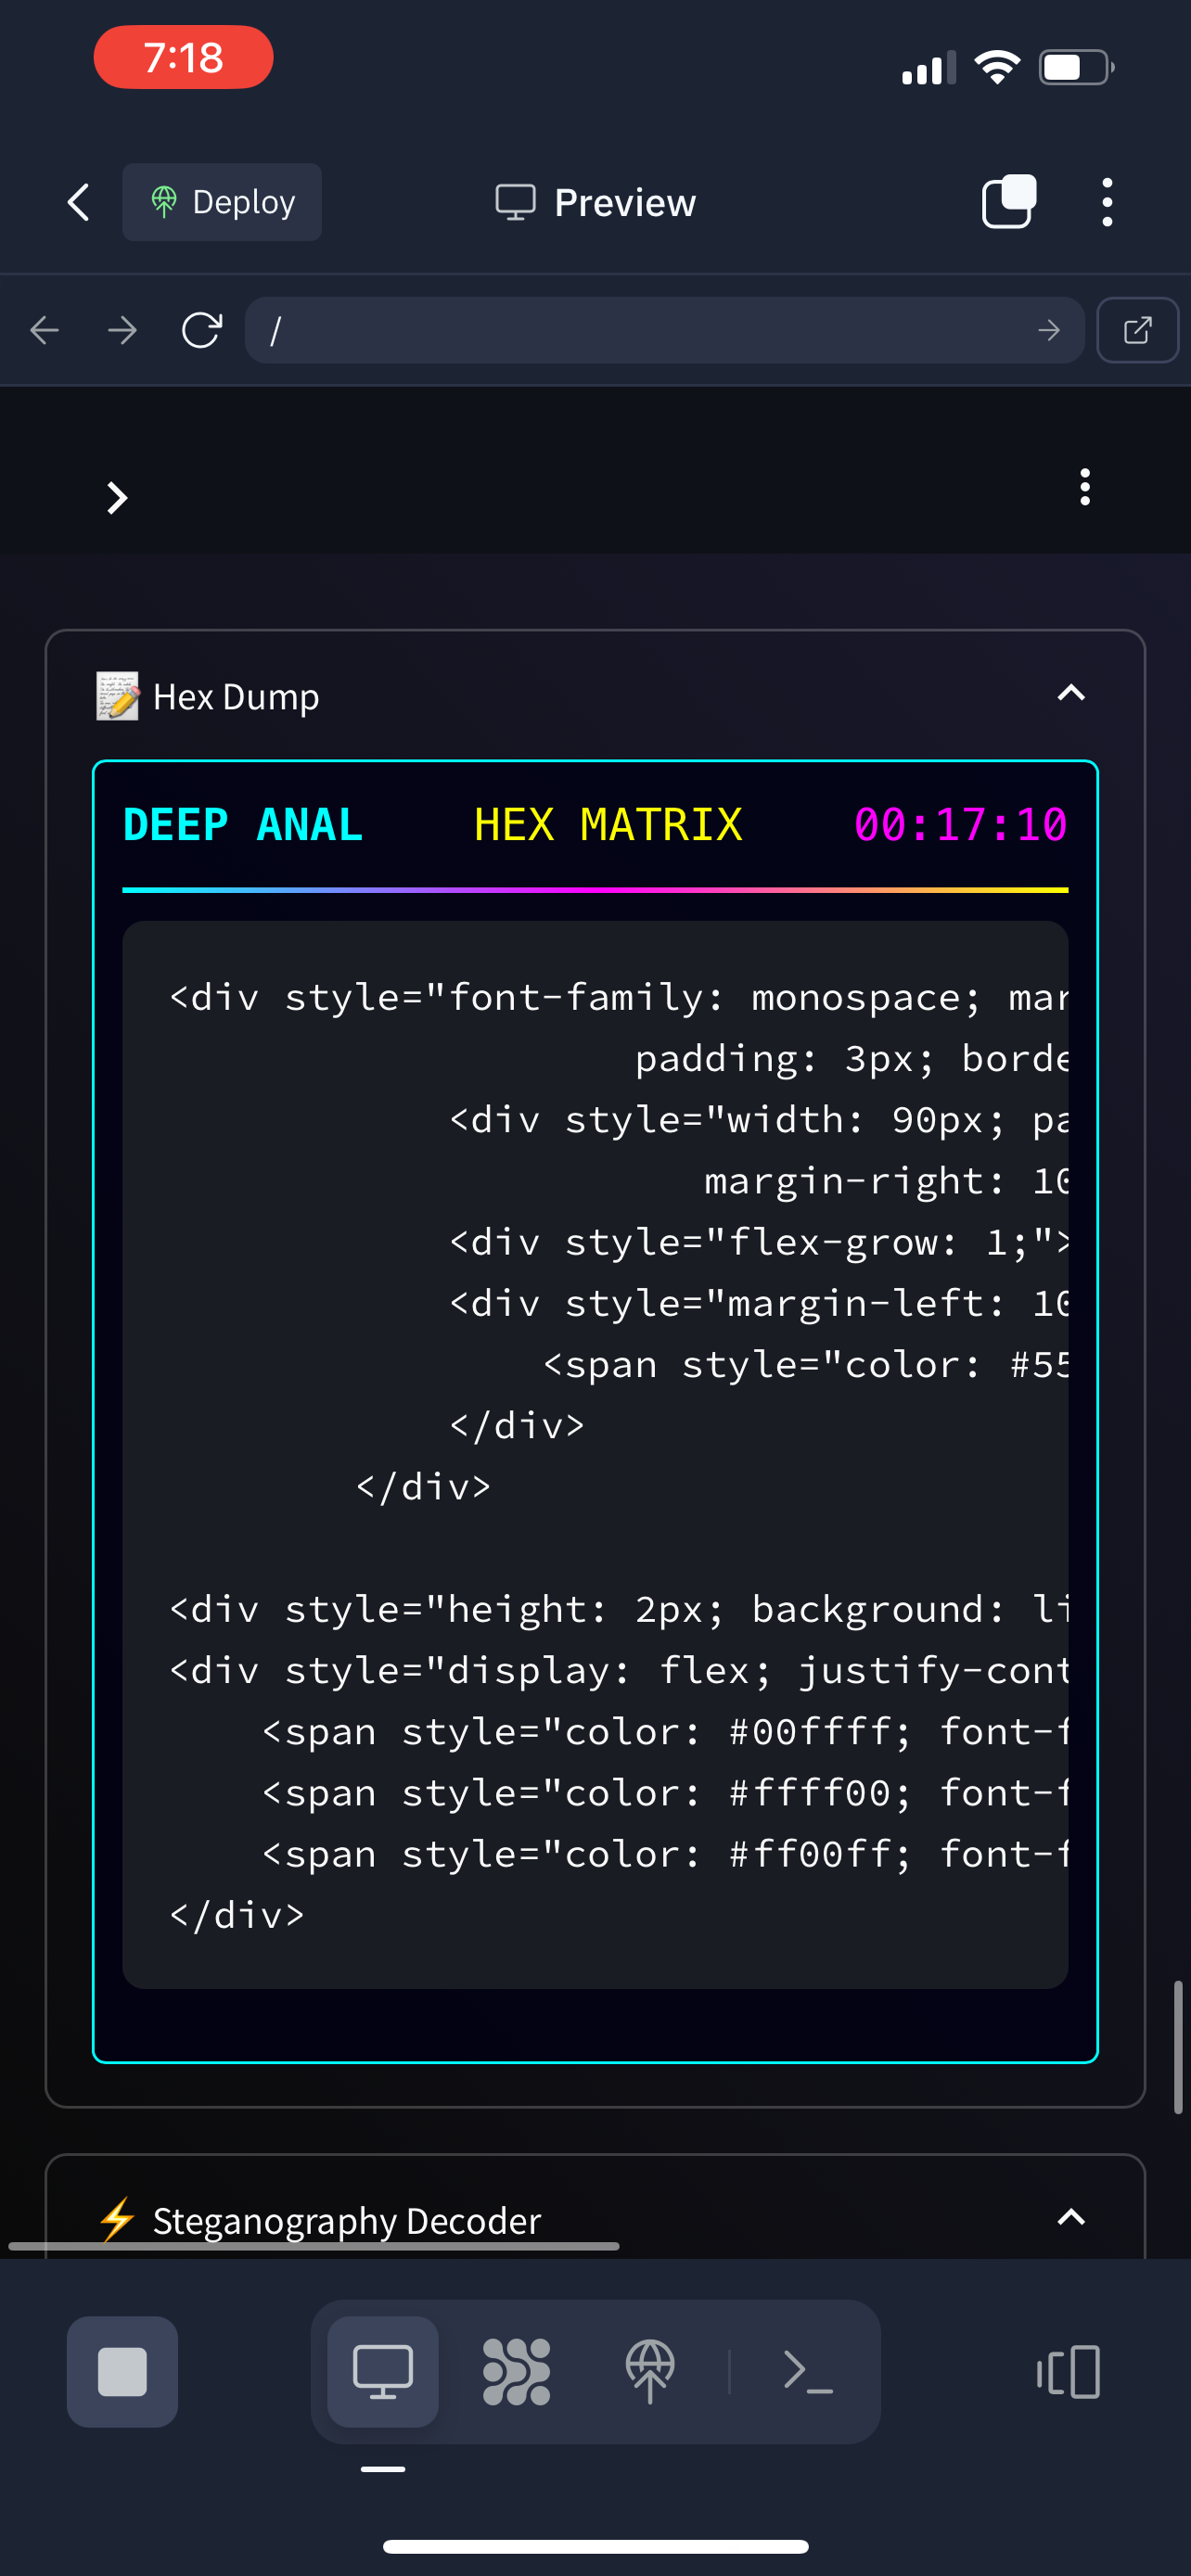 7:18
Deploy
Preview
/
Hex Dump
DEEP ANAL HEX MATRIX 00:17:10
<div style="font-family: monospace; mar
padding: 3px; borde
<div style="width: 90px; pa
margin-right: 10
<div style="flex-grow: 1;">
<div style="margin-left: 10
<span style="color: #55
</div>
</div>
<div style="height: 2px; background: li
<div style="display: flex; justify-cont
<span style="color: #00ffff; font-f
<span style="color: #ffff00; font-f
<span style="color: #ff00ff; font-f
</div>
Steganography Decoder